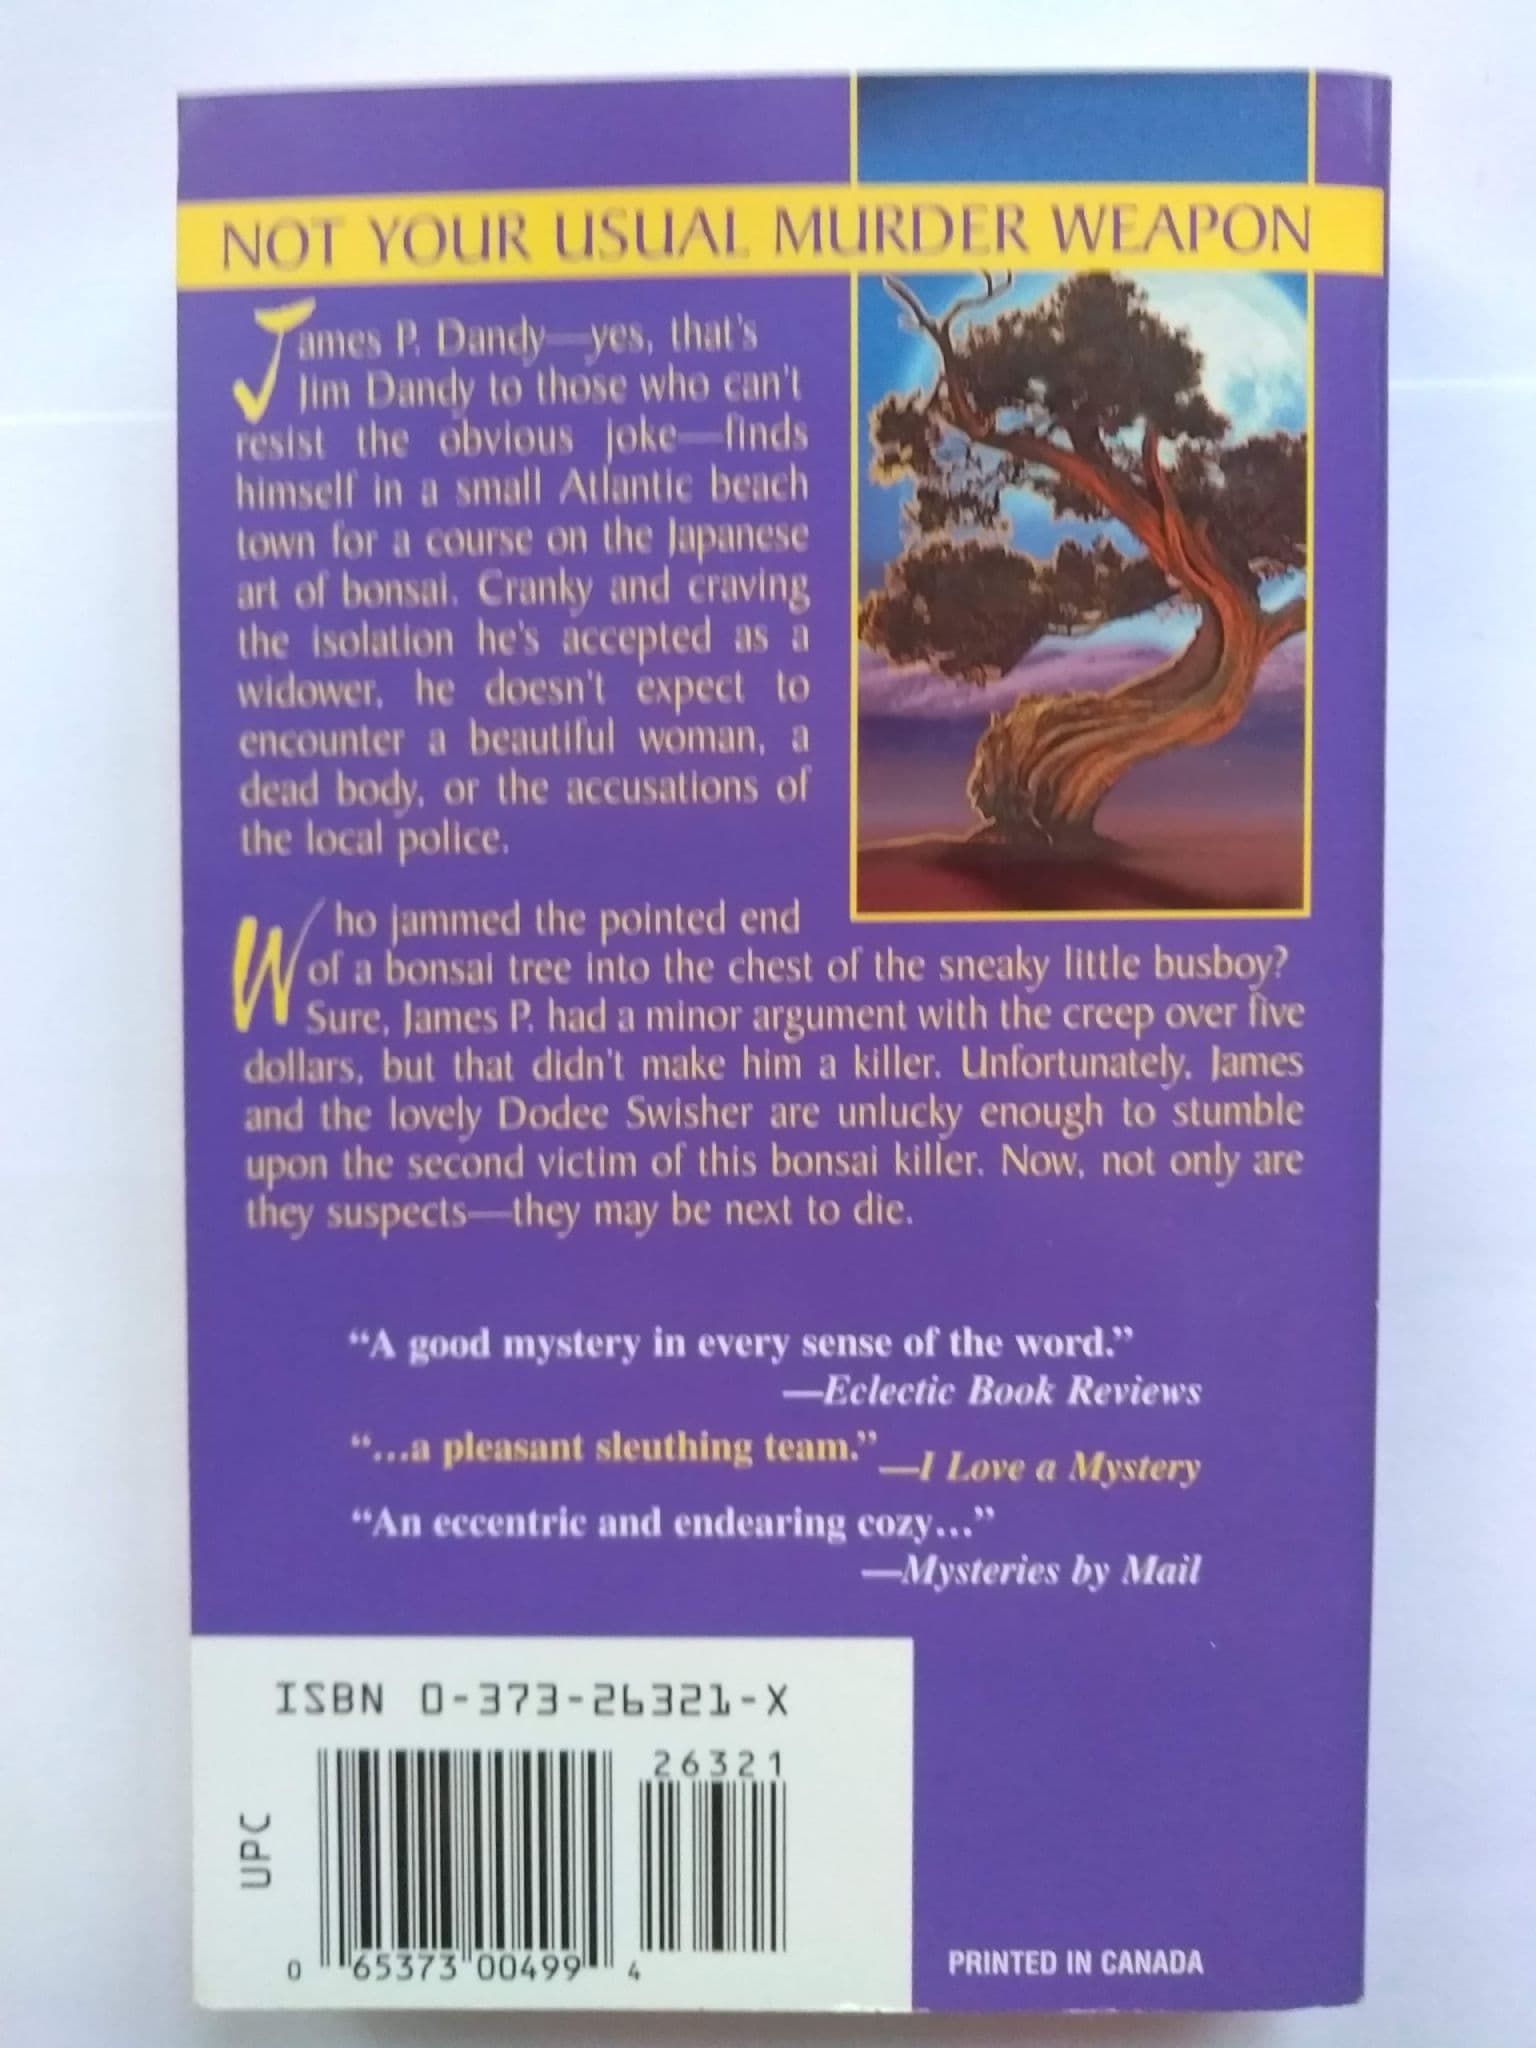 NOT YOUR USUAL MURDER WEAPON
James P. Dandy—yes, that's
Jim Dandy to those who can't
resist the obvious joke—finds
himself in a small Atlantic beach
town for a course on the Japanese
art of bonsai. Cranky and craving
the isolation he's accepted as a
widower, he doesn't expect to
encounter a beautiful woman, a
dead body, or the accusations of
the local police.
Who jammed the pointed end
of a bonsai tree into the chest of the sneaky little busboy?
Sure, James P. had a minor argument with the creep over five
dollars, but that didn't make him a killer. Unfortunately, James
and the lovely Dodee Swisher are unlucky enough to stumble
upon the second victim of this bonsai killer. Now, not only are
they suspects—they may be next to die.
“A good mystery in every sense of the word.”
—Eclectic Book Reviews
“...a pleasant sleuthing team.”
—I Love a Mystery
“An eccentric and endearing cozy...”
—Mysteries by Mail
ISBN 0-373-26321-X
26321
UPC
0 65373 00499 4
PRINTED IN CANADA